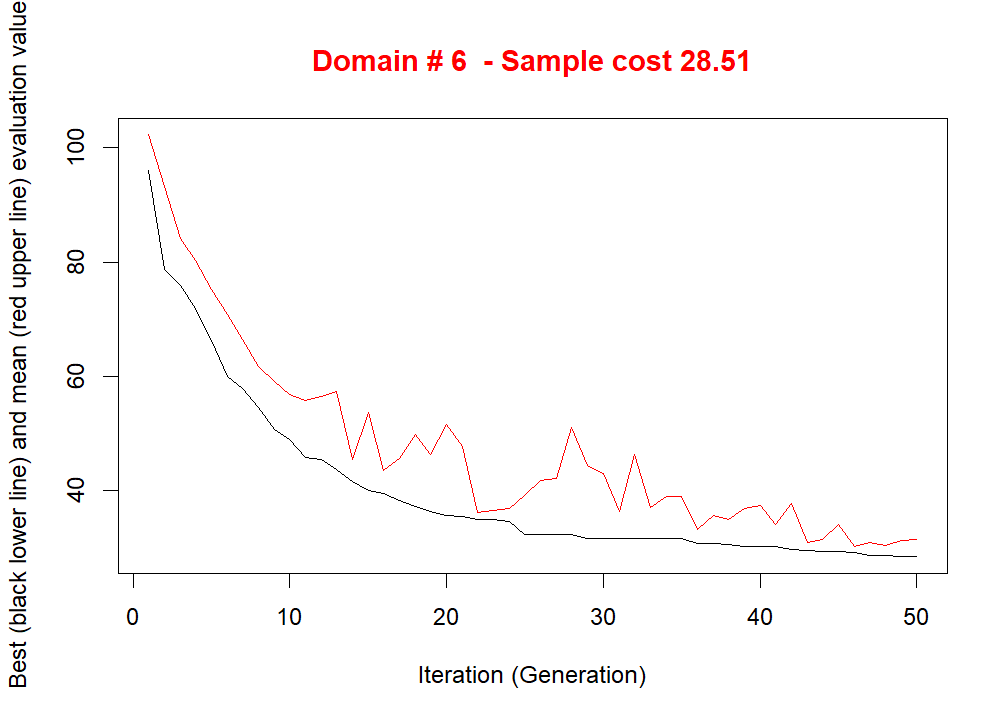 Domain # 6  - Sample cost 28.51
Best (black lower line) and mean (red upper line) evaluation value
100
80
60
40
0 10 20 30 40 50
Iteration (Generation)